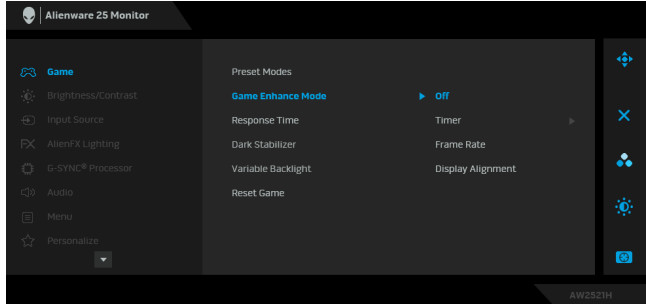 Alienware 25 Monitor
Game
Preset Modes
Brightness/Contrast
Game Enhance Mode
Off
Input Source
Response Time
Timer
AlienFX Lighting
Dark Stabilizer
Frame Rate
G-SYNC® Processor
Variable Backlight
Display Alignment
Audio
Reset Game
Menu
Personalize
AW2521H